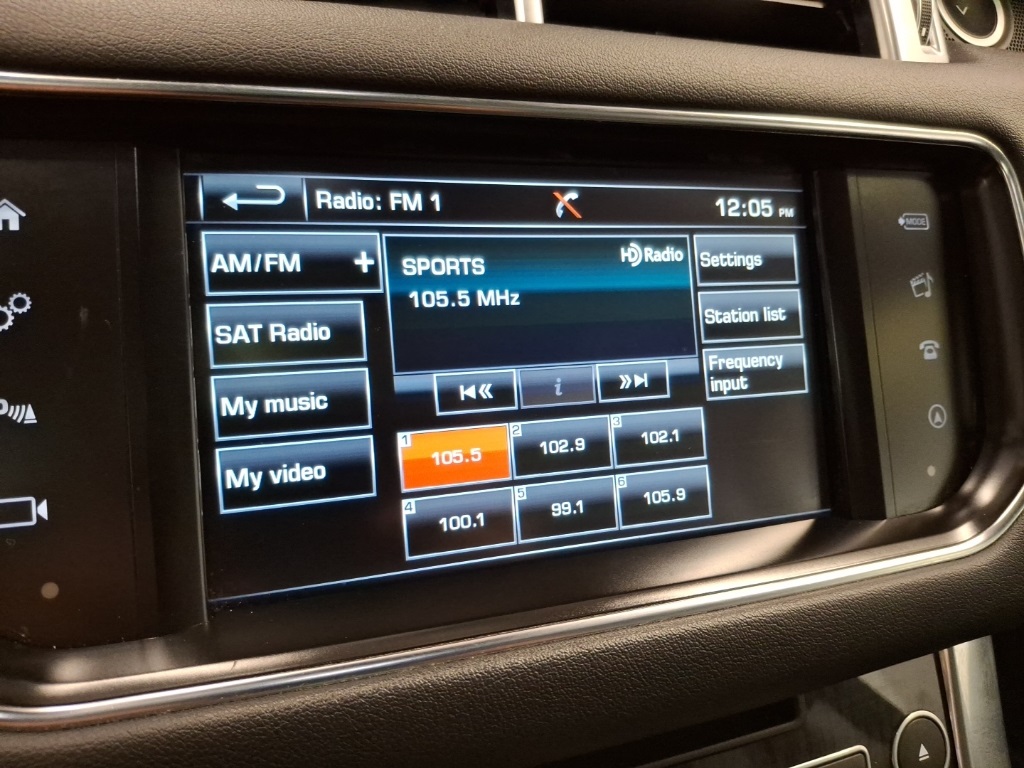 Radio: FM 1
12:05 PM
AM/FM +
SAT Radio
My music
My video
SPORTS
HD Radio
105.5 MHz
i
Settings
Station list
Frequency
input
1 105.5
2 102.9
3 102.1
4 100.1
5 99.1
6 105.9
MODE
P